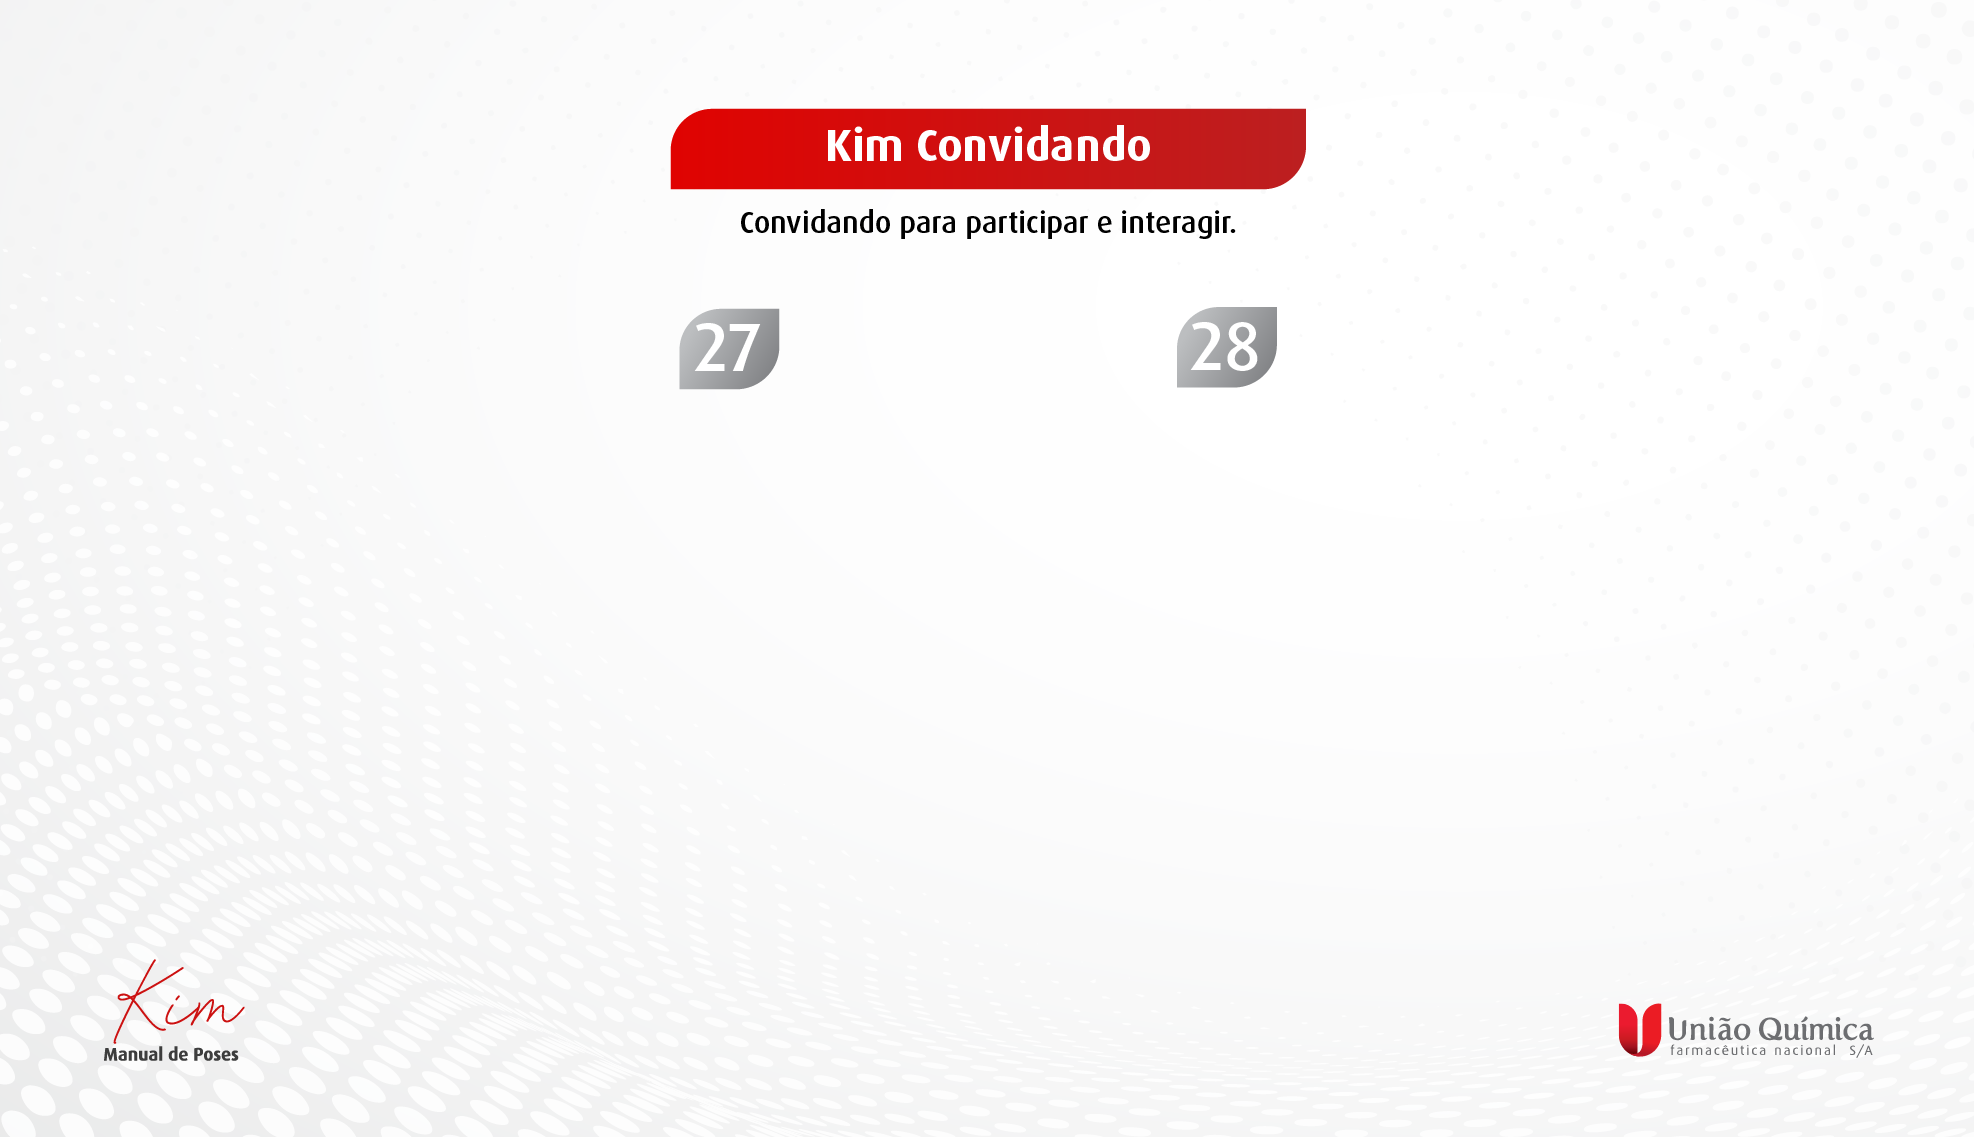 Kim Convidando
Convidando para participar e interagir.
27
28
Kim
Manual de Poses
União Química
farmacêutica nacional S/A